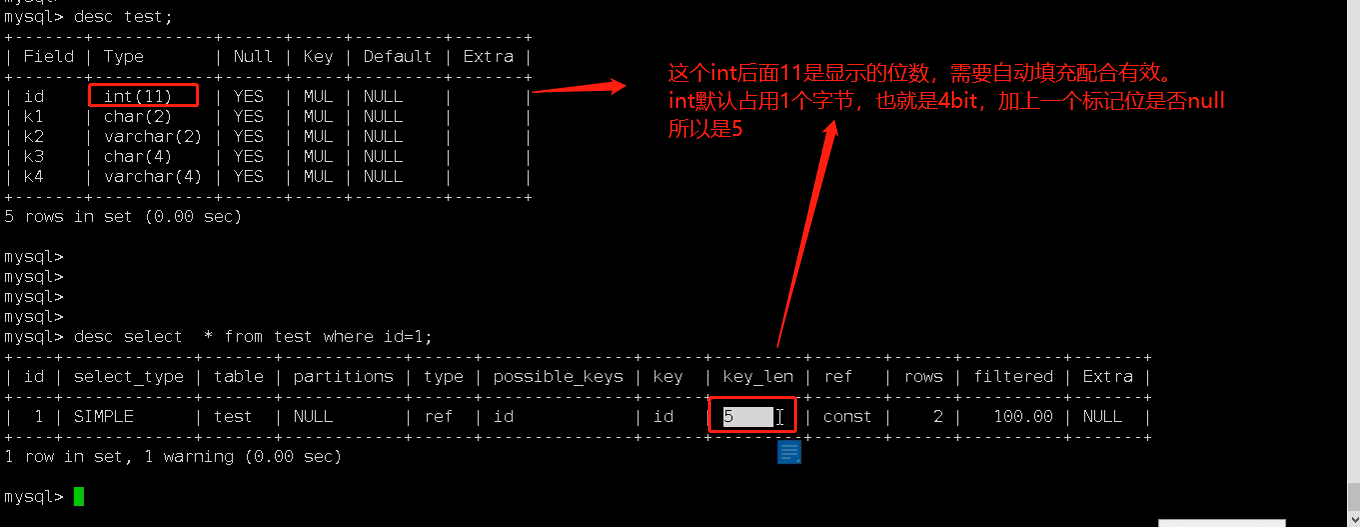 mysql> desc test;
+-------+------------+------+-----+---------+-------+
| Field | Type       | Null | Key | Default | Extra |
+-------+------------+------+-----+---------+-------+
| id    | int(11)    | YES  | MUL | NULL    |       |
| k1    | char(2)    | YES  | MUL | NULL    |       |
| k2    | varchar(2) | YES  | MUL | NULL    |       |
| k3    | char(4)    | YES  | MUL | NULL    |       |
| k4    | varchar(4) | YES  | MUL | NULL    |       |
+-------+------------+------+-----+---------+-------+
5 rows in set (0.00 sec)
这个int后面11是显示的位数，需要自动填充配合有效。
int默认占用1个字节，也就是4bit，加上一个标记位是否null
所以是5
mysql>
mysql>
mysql>
mysql>
mysql> desc select  * from test where id=1;
+----+-------------+-------+------------+------+---------------+------+---------+-------+------+----------+-------+
| id | select_type | table | partitions | type | possible_keys | key  | key_len | ref   | rows | filtered | Extra |
+----+-------------+-------+------------+------+---------------+------+---------+-------+------+----------+-------+
|  1 | SIMPLE      | test  | NULL       | ref  | id            | id   | 5       | const |    2 |   100.00 | NULL  |
+----+-------------+-------+------------+------+---------------+------+---------+-------+------+----------+-------+
1 row in set, 1 warning (0.00 sec)
mysql>